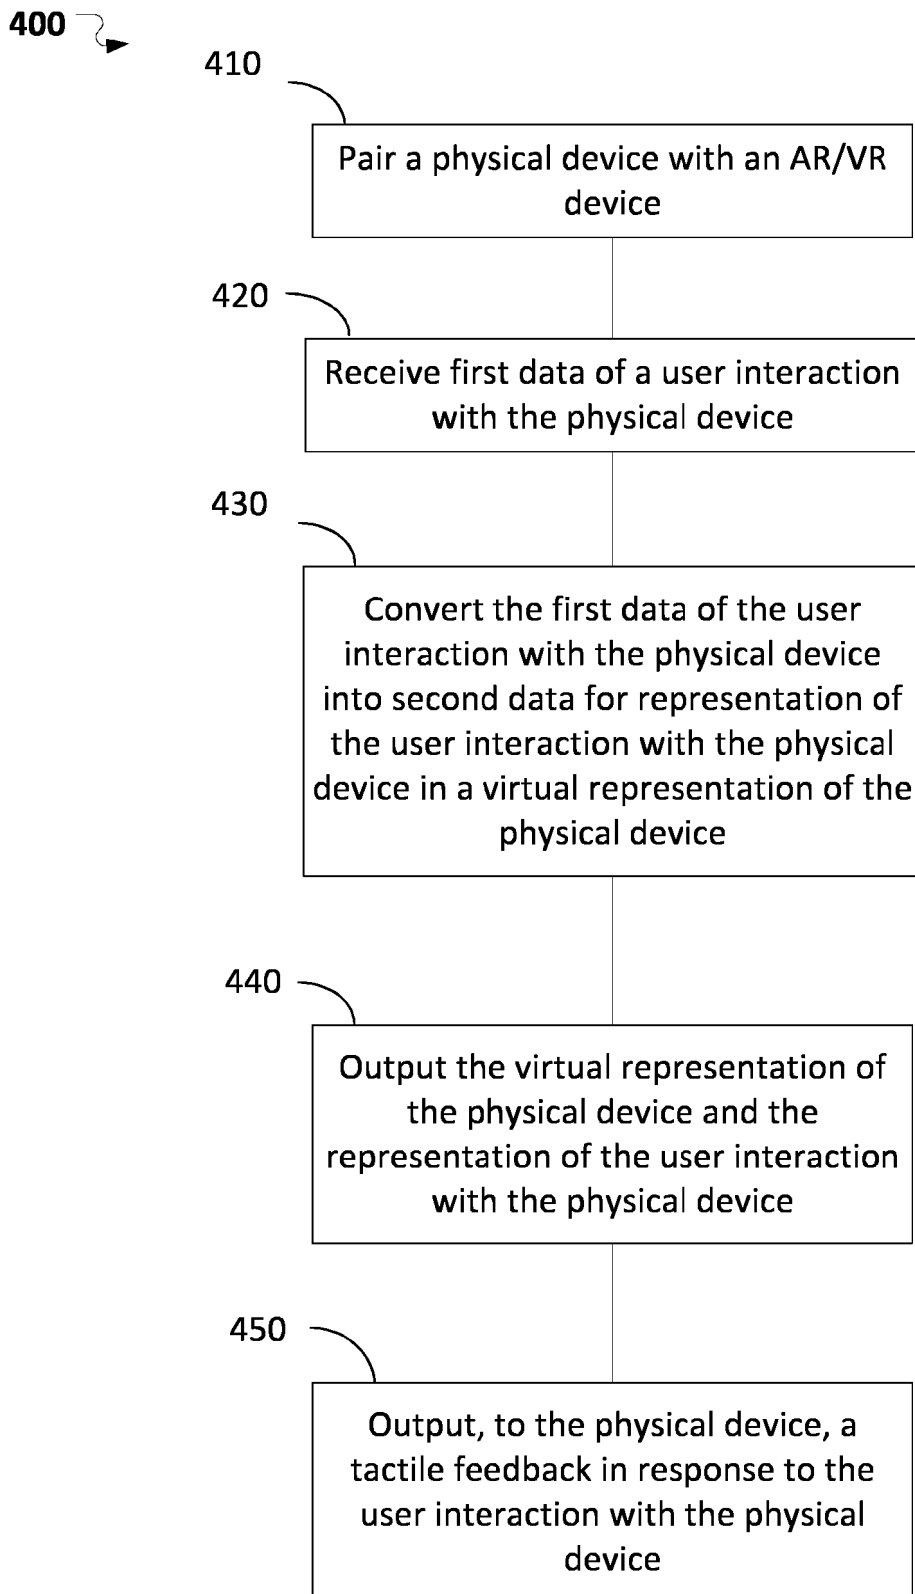 400
410
Pair a physical device with an AR/VR
device
420
Receive first data of a user interaction
with the physical device
430
Convert the first data of the user
interaction with the physical device
into second data for representation of
the user interaction with the physical
device in a virtual representation of the
physical device
440
Output the virtual representation of
the physical device and the
representation of the user interaction
with the physical device
450
Output, to the physical device, a
tactile feedback in response to the
user interaction with the physical
device